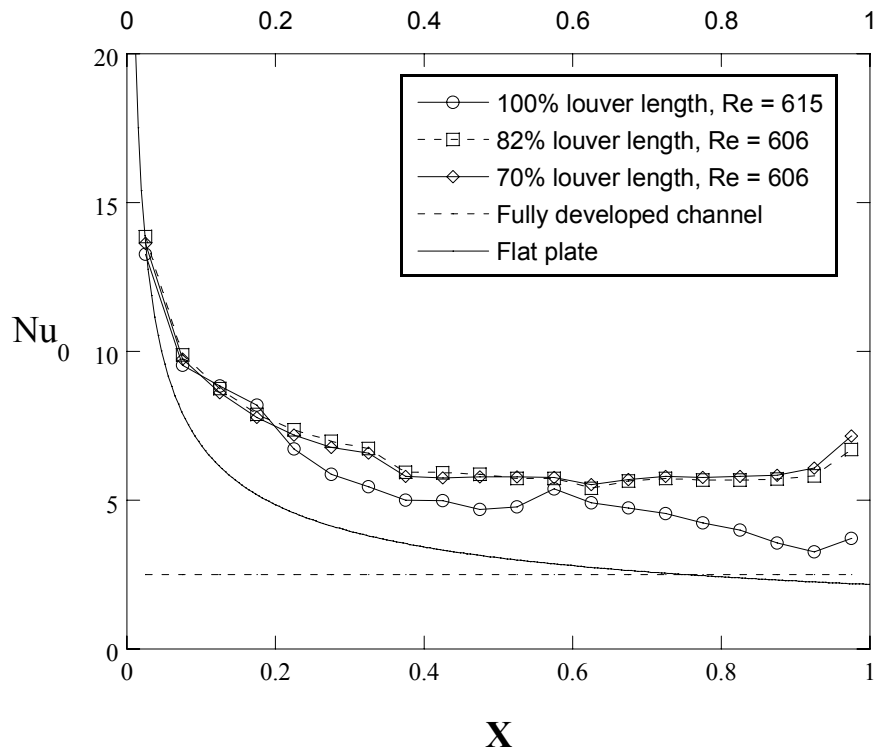 0 0.2 0.4 0.6 0.8 1
20
100% louver length, Re = 615
82% louver length, Re = 606
70% louver length, Re = 606
Fully developed channel
Flat plate
15
Nu0
10
5
0
0 0.2 0.4 0.6 0.8 1
X